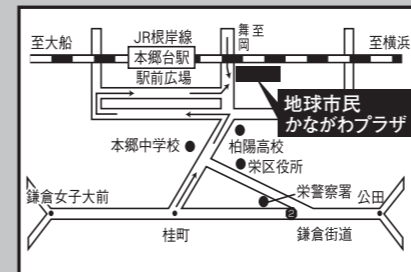 至大船
JR根岸線
本郷台駅
駅前広場
至
舞岡
至横浜
地球市民
かながわプラザ
本郷中学校
柏陽高校
栄区役所
栄警察署
鎌倉女子大前
公田
桂町
2
鎌倉街道